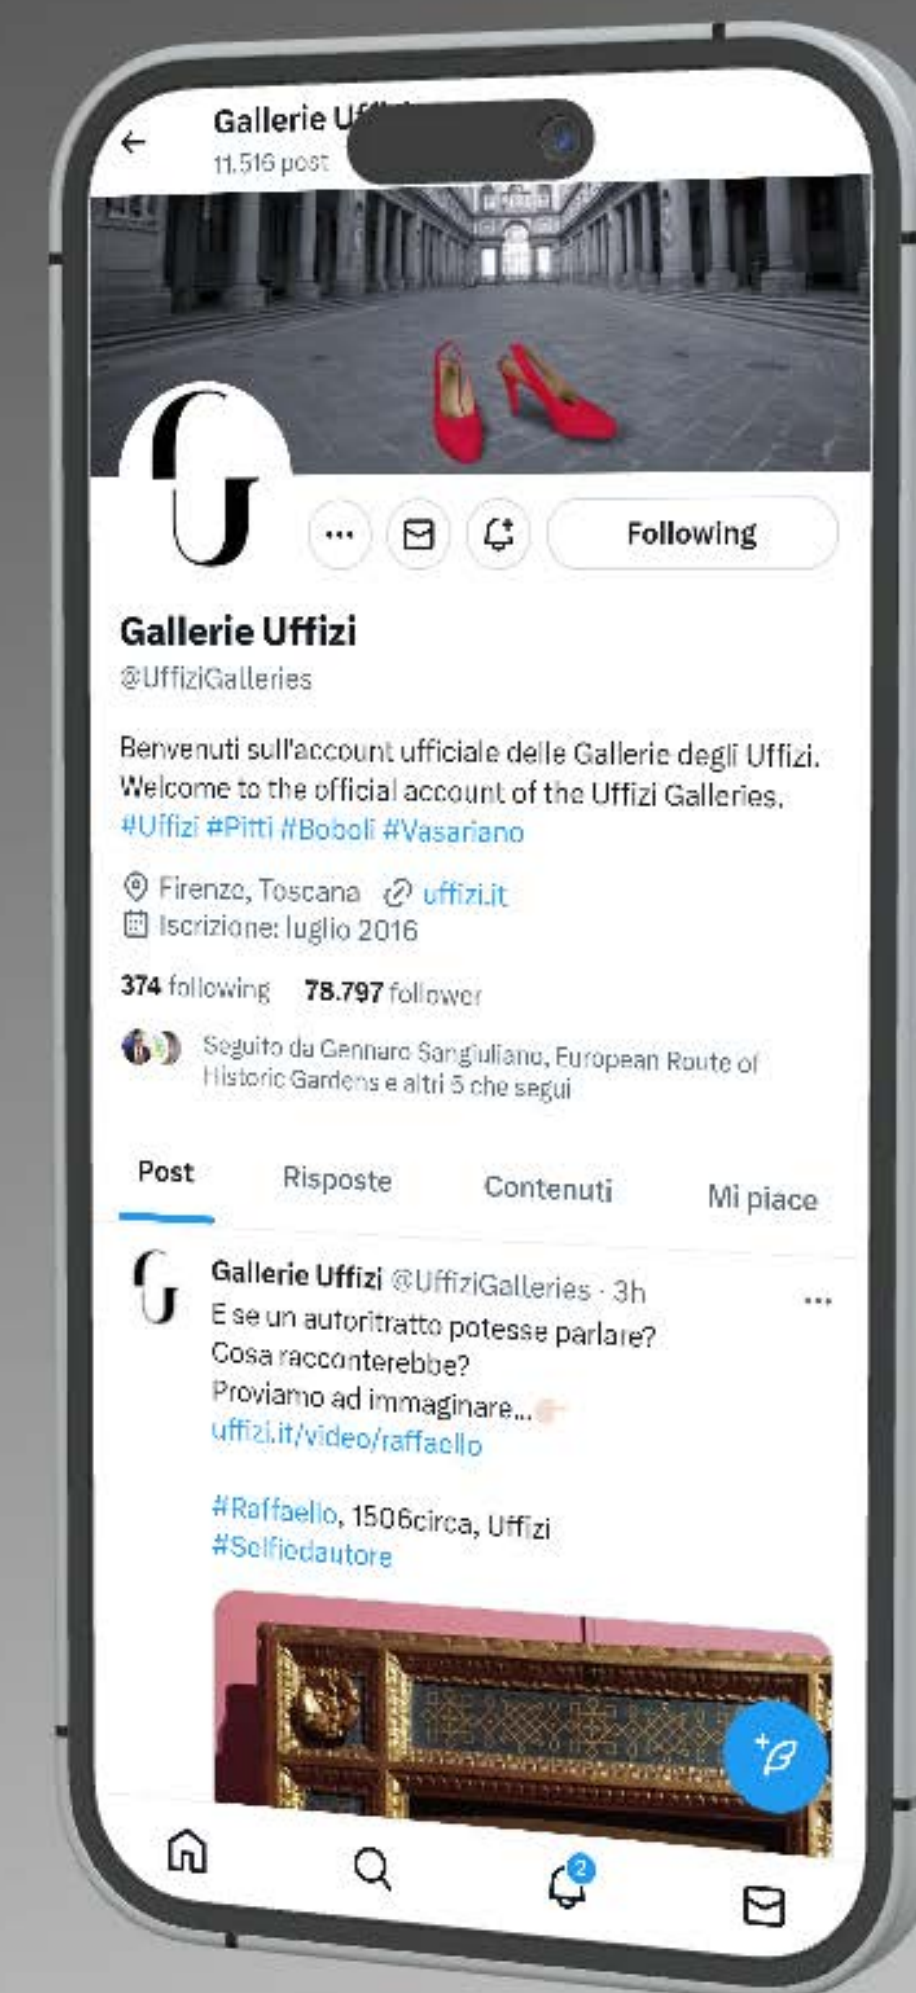 Gallerie Uffizi
11.516 post
Following
Gallerie Uffizi
@UffiziGalleries
Benvenuti sull'account ufficiale delle Gallerie degli Uffizi.
Welcome to the official account of the Uffizi Galleries.
#Uffizi #Pitti #Boboli #Vasariano
Firenze, Toscana uffizi.it
Iscrizione: luglio 2016
374 following 78.797 follower
Seguito da Gennaro Sangiuliano, European Route of
Historic Gardens e altri 5 che segui
Post Risposte Contenuti Mi piace
Gallerie Uffizi @UffiziGalleries · 3h
E se un autoritratto potesse parlare?
Cosa racconterebbe?
Proviamo ad immaginare...
uffizi.it/video/raffaello
#Raffaello, 1506circa, Uffizi
#Selfiedautore
2